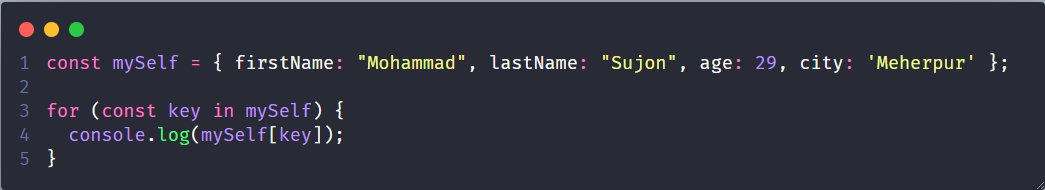 1 const mySelf = { firstName: "Mohammad", lastName: "Sujon", age: 29, city: 'Meherpur' };
2
3 for (const key in mySelf) {
4   console.log(mySelf[key]);
5 }